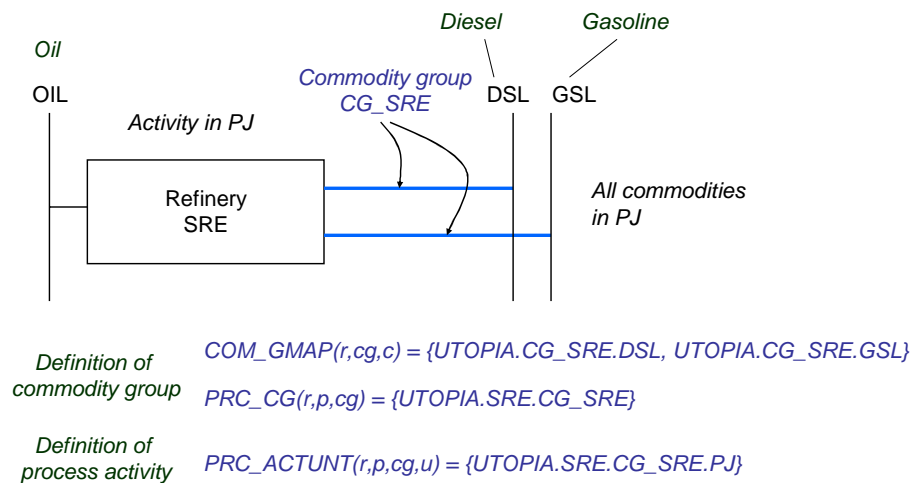 Diesel
Gasoline
Oil
Commodity group
CG_SRE
OIL
DSL
GSL
Activity in PJ
Refinery
SRE
All commodities
in PJ
Definition of
commodity group
COM_GMAP(r,cg,c) = {UTOPIA.CG_SRE.DSL, UTOPIA.CG_SRE.GSL}
PRC_CG(r,p,cg) = {UTOPIA.SRE.CG_SRE}
Definition of
process activity
PRC_ACTUNT(r,p,cg,u) = {UTOPIA.SRE.CG_SRE.PJ}